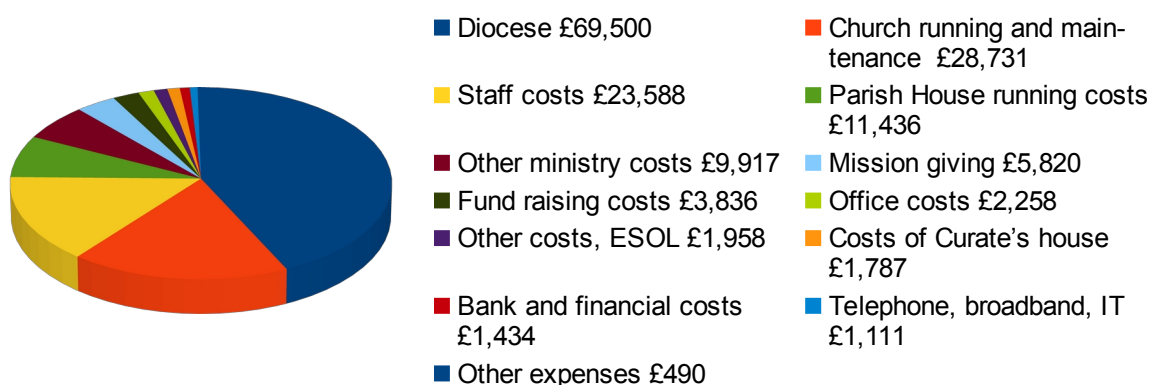 Diocese £69,500
Church running and main-
tenance £28,731
Staff costs £23,588
Parish House running costs
£11,436
Other ministry costs £9,917
Mission giving £5,820
Fund raising costs £3,836
Office costs £2,258
Other costs, ESOL £1,958
Costs of Curate's house
£1,787
Bank and financial costs
£1,434
Telephone, broadband, IT
£1,111
Other expenses £490